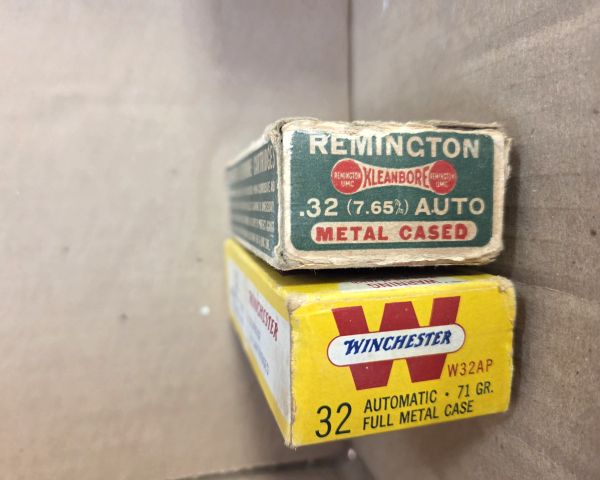 REMINGTON
REMINGTON UMC KLEANBORE REMINGTON UMC
.32 (7.65㎜) AUTO
METAL CASED
WARNING
WINCHESTER
W
WINCHESTER
W32AP
32 AUTOMATIC • 71 GR.
FULL METAL CASE